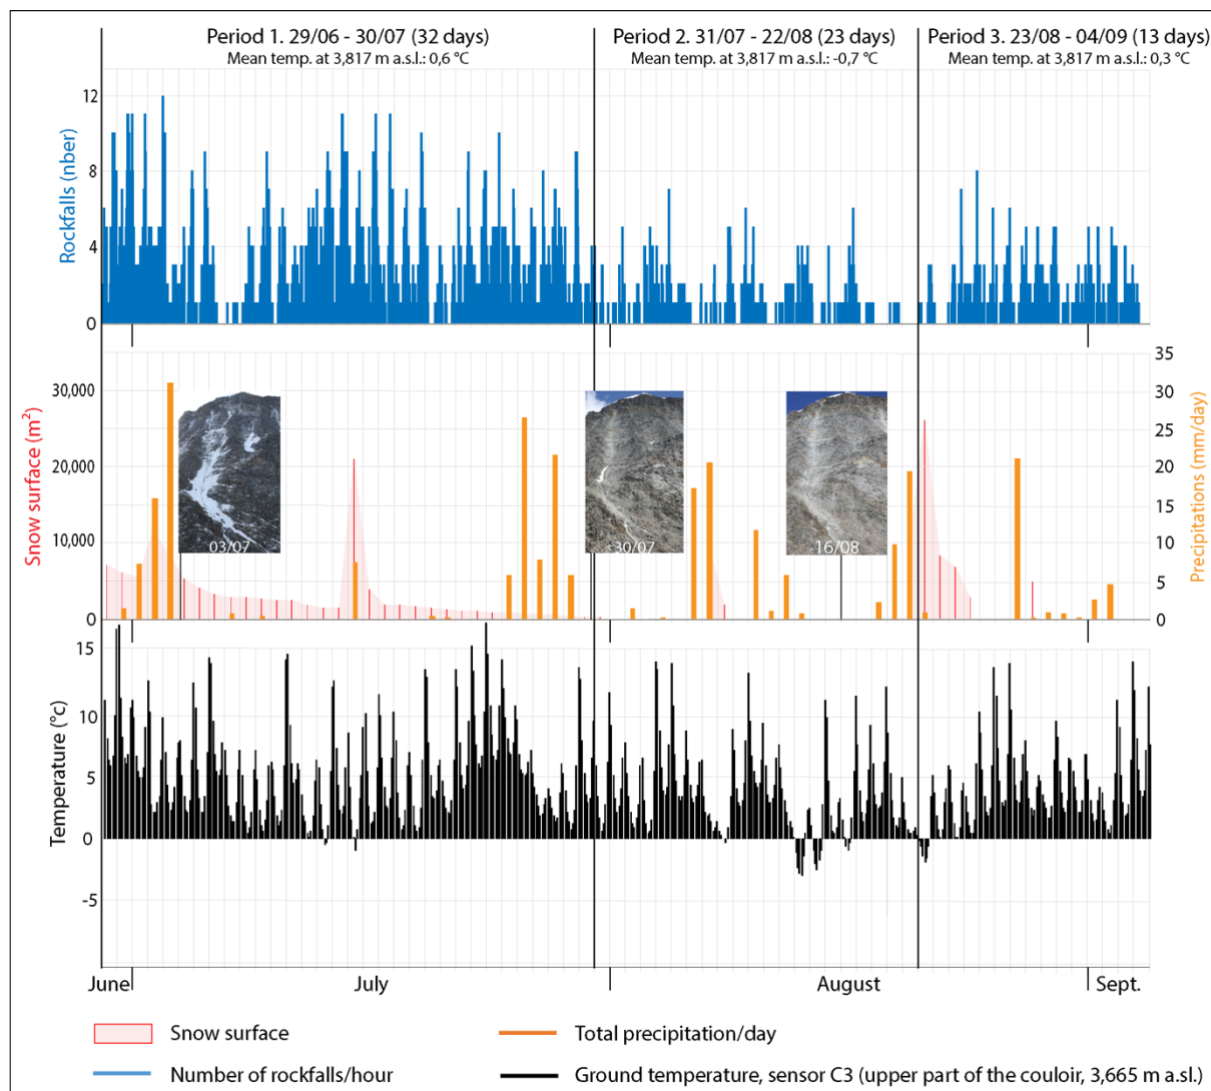 Period 1. 29/06 - 30/07 (32 days)
Mean temp. at 3,817 m a.s.l.: 0,6 °C
Period 2. 31/07 - 22/08 (23 days)
Mean temp. at 3,817 m a.s.l.: -0,7 °C
Period 3. 23/08 - 04/09 (13 days)
Mean temp. at 3,817 m a.s.l.: 0,3 °C
Rockfalls (nber)
12
8
4
0
Snow surface (m²)
30,000
20,000
10,000
0
03/07
30/07
16/08
35
30
25
20
15
10
5
0
Precipitations (mm/day)
Temperature (°c)
15
10
5
0
-5
June
July
August
Sept.
Snow surface
Total precipitation/day
Number of rockfalls/hour
Ground temperature, sensor C3 (upper part of the couloir, 3,665 m a.s.l.)